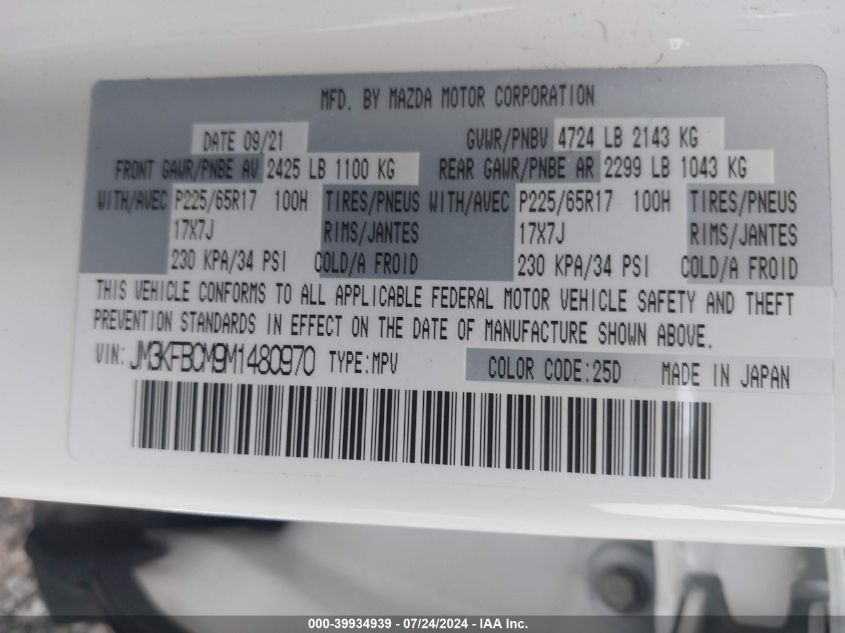 MFD. BY MAZDA MOTOR CORPORATION
DATE 09/21 GVWR/PNBV 4724 LB 2143 KG
FRONT GAWR/PNBE AV 2425 LB 1100 KG REAR GAWR/PNBE AR 2299 LB 1043 KG
WITH/AVEC P225/65R17 100H TIRES/PNEUS WITH/AVEC P225/65R17 100H TIRES/PNEUS
17X7J RIMS/JANTES 17X7J RIMS/JANTES
230 KPA/34 PSI COLD/A FROID 230 KPA/34 PSI COLD/A FROID
THIS VEHICLE CONFORMS TO ALL APPLICABLE FEDERAL MOTOR VEHICLE SAFETY AND THEFT
PREVENTION STANDARDS IN EFFECT ON THE DATE OF MANUFACTURE SHOWN ABOVE.
VIN: JM3KFBCM9M1480970 TYPE:MPV COLOR CODE:25D MADE IN JAPAN
000-39934939 - 07/24/2024 - IAA Inc.